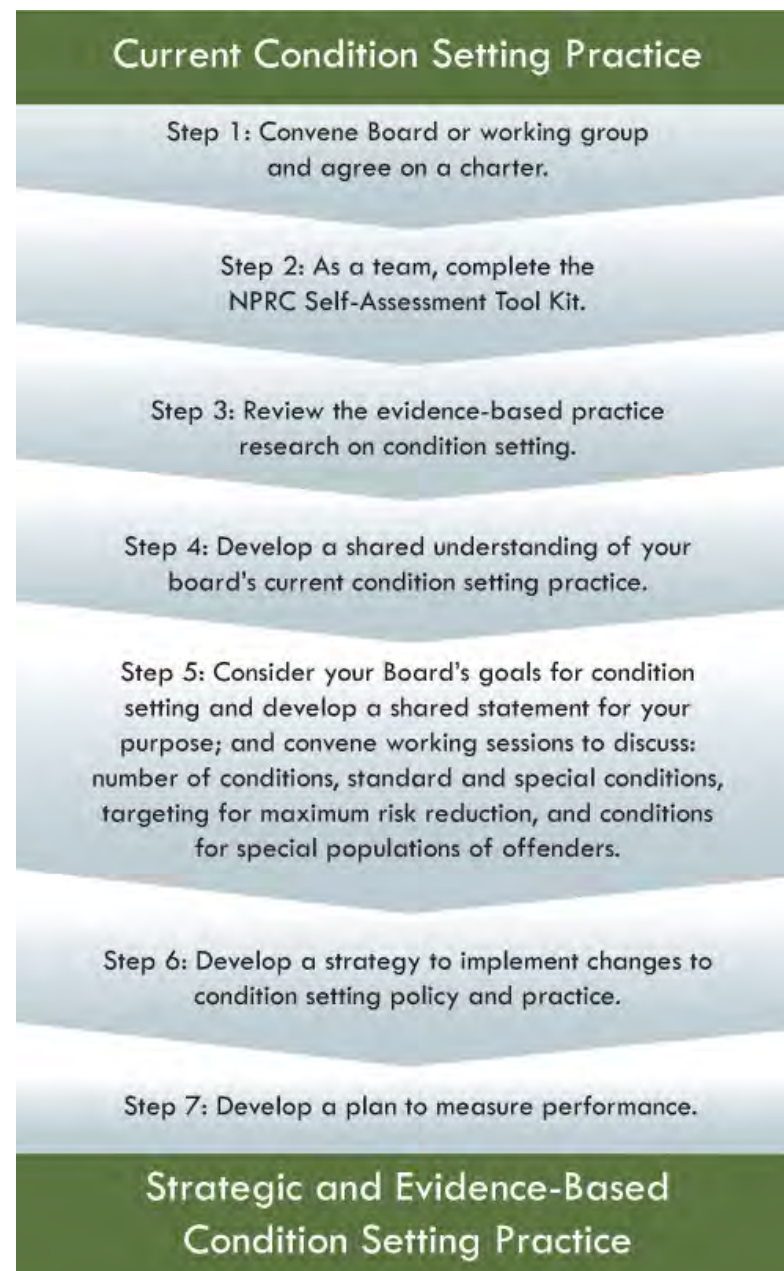 Current Condition Setting Practice
Step 1: Convene Board or working group
and agree on a charter.
Step 2: As a team, complete the
NPRC Self-Assessment Tool Kit.
Step 3: Review the evidence-based practice
research on condition setting.
Step 4: Develop a shared understanding of your
board's current condition setting practice.
Step 5: Consider your Board's goals for condition
setting and develop a shared statement for your
purpose; and convene working sessions to discuss:
number of conditions, standard and special conditions,
targeting for maximum risk reduction, and conditions
for special populations of offenders.
Step 6: Develop a strategy to implement changes to
condition setting policy and practice.
Step 7: Develop a plan to measure performance.
Strategic and Evidence-Based
Condition Setting Practice